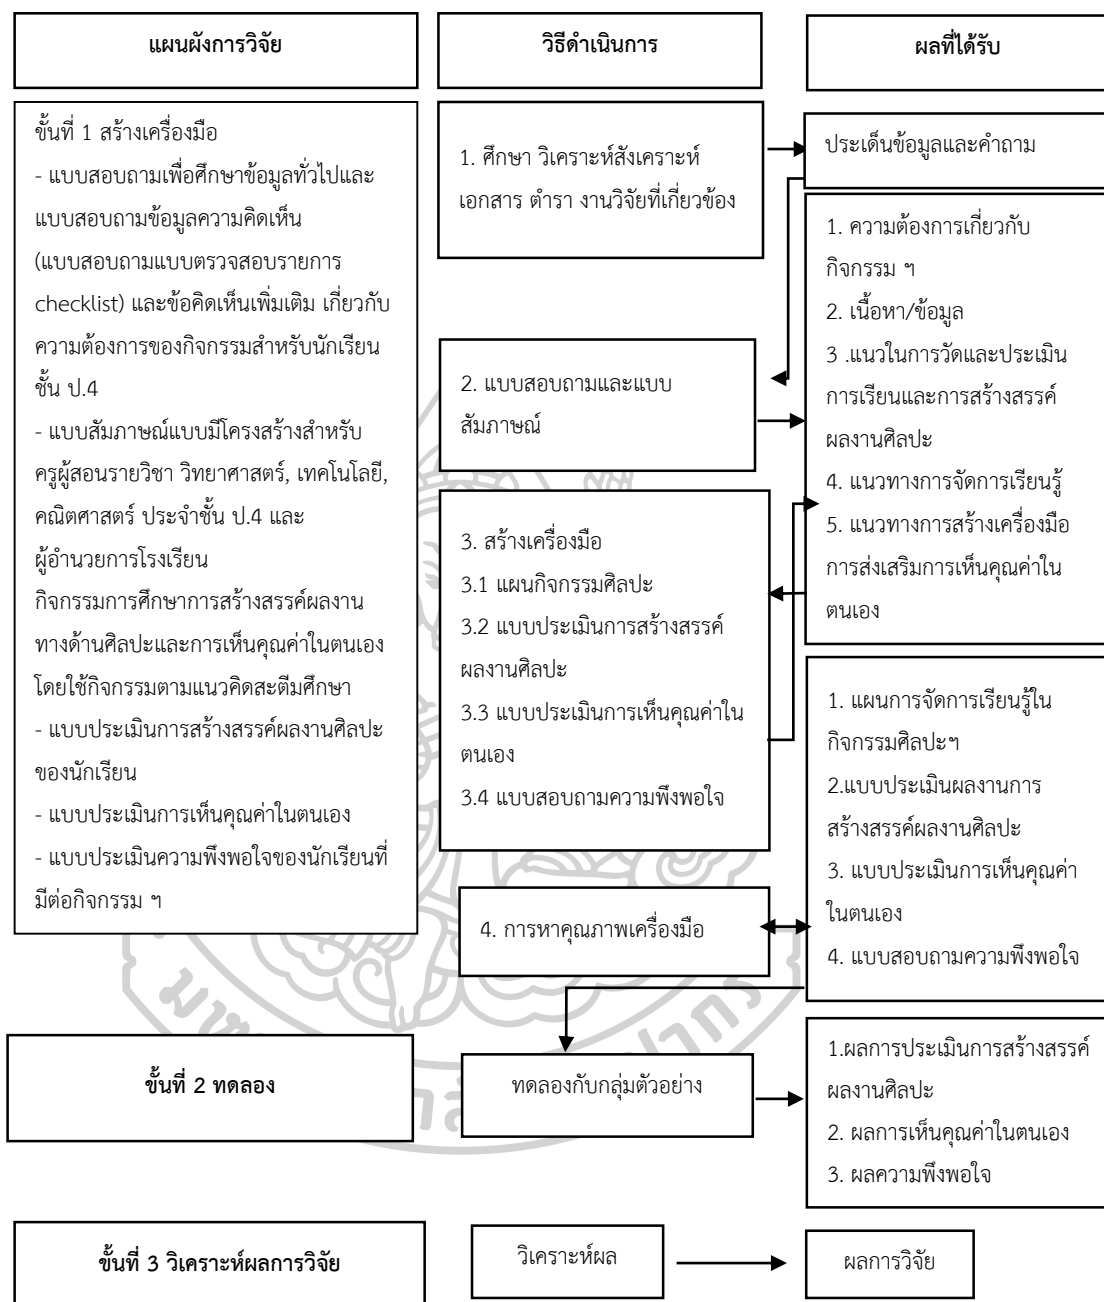 แผนผังการวิจัย
วิธีดำเนินการ
ผลที่ได้รับ
ขั้นที่ 1 สร้างเครื่องมือ
- แบบสอบถามเพื่อศึกษาข้อมูลทั่วไปและ
แบบสอบถามข้อมูลความคิดเห็น
(แบบสอบถามแบบตรวจสอบรายการ
checklist) และข้อคิดเห็นเพิ่มเติม เกี่ยวกับ
ความต้องการของกิจกรรมสำหรับนักเรียน
ชั้น ป.4
- แบบสัมภาษณ์แบบมีโครงสร้างสำหรับ
ครูผู้สอนรายวิชา วิทยาศาสตร์, เทคโนโลยี,
คณิตศาสตร์ ประจำชั้น ป.4 และ
ผู้อำนวยการโรงเรียน
กิจกรรมการศึกษาการสร้างสรรค์ผลงาน
ทางด้านศิลปะและการเห็นคุณค่าในตนเอง
โดยใช้กิจกรรมตามแนวคิดสะตีมศึกษา
- แบบประเมินการสร้างสรรค์ผลงานศิลปะ
ของนักเรียน
- แบบประเมินการเห็นคุณค่าในตนเอง
- แบบประเมินความพึงพอใจของนักเรียนที่
มีต่อกิจกรรม ฯ
1. ศึกษา วิเคราะห์สังเคราะห์
เอกสาร ตำรา งานวิจัยที่เกี่ยวข้อง
ประเด็นข้อมูลและคำถาม
2. แบบสอบถามและแบบ
สัมภาษณ์
1. ความต้องการเกี่ยวกับ
กิจกรรม ฯ
2. เนื้อหา/ข้อมูล
3 .แนวในการวัดและประเมิน
การเรียนและการสร้างสรรค์
ผลงานศิลปะ
4. แนวทางการจัดการเรียนรู้
5. แนวทางการสร้างเครื่องมือ
การส่งเสริมการเห็นคุณค่าใน
ตนเอง
3. สร้างเครื่องมือ
3.1 แผนกิจกรรมศิลปะ
3.2 แบบประเมินการสร้างสรรค์
ผลงานศิลปะ
3.3 แบบประเมินการเห็นคุณค่าใน
ตนเอง
3.4 แบบสอบถามความพึงพอใจ
1. แผนการจัดการเรียนรู้ใน
กิจกรรมศิลปะฯ
2.แบบประเมินผลงานการ
สร้างสรรค์ผลงานศิลปะ
3. แบบประเมินการเห็นคุณค่า
ในตนเอง
4. แบบสอบถามความพึงพอใจ
4. การหาคุณภาพเครื่องมือ
ขั้นที่ 2 ทดลอง
ทดลองกับกลุ่มตัวอย่าง
1.ผลการประเมินการสร้างสรรค์
ผลงานศิลปะ
2. ผลการเห็นคุณค่าในตนเอง
3. ผลความพึงพอใจ
ขั้นที่ 3 วิเคราะห์ผลการวิจัย
วิเคราะห์ผล
ผลการวิจัย